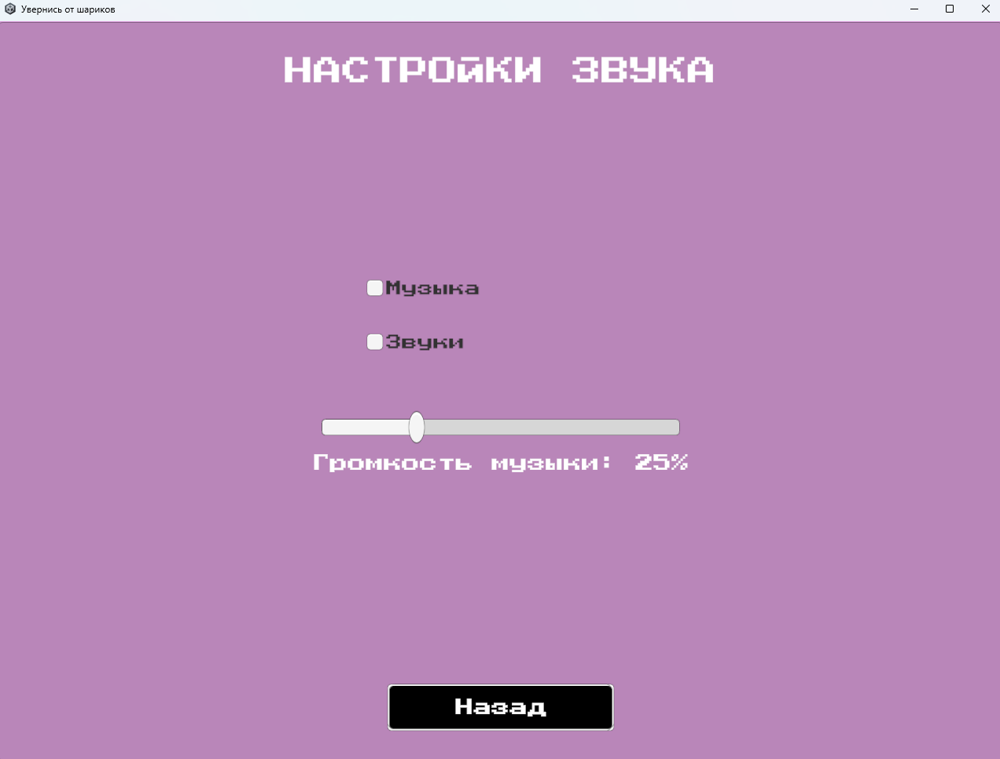 Увернись от шариков
НАСТРОЙКИ ЗВУКА
Музыка
Звуки
Громкость музыки: 25%
Назад